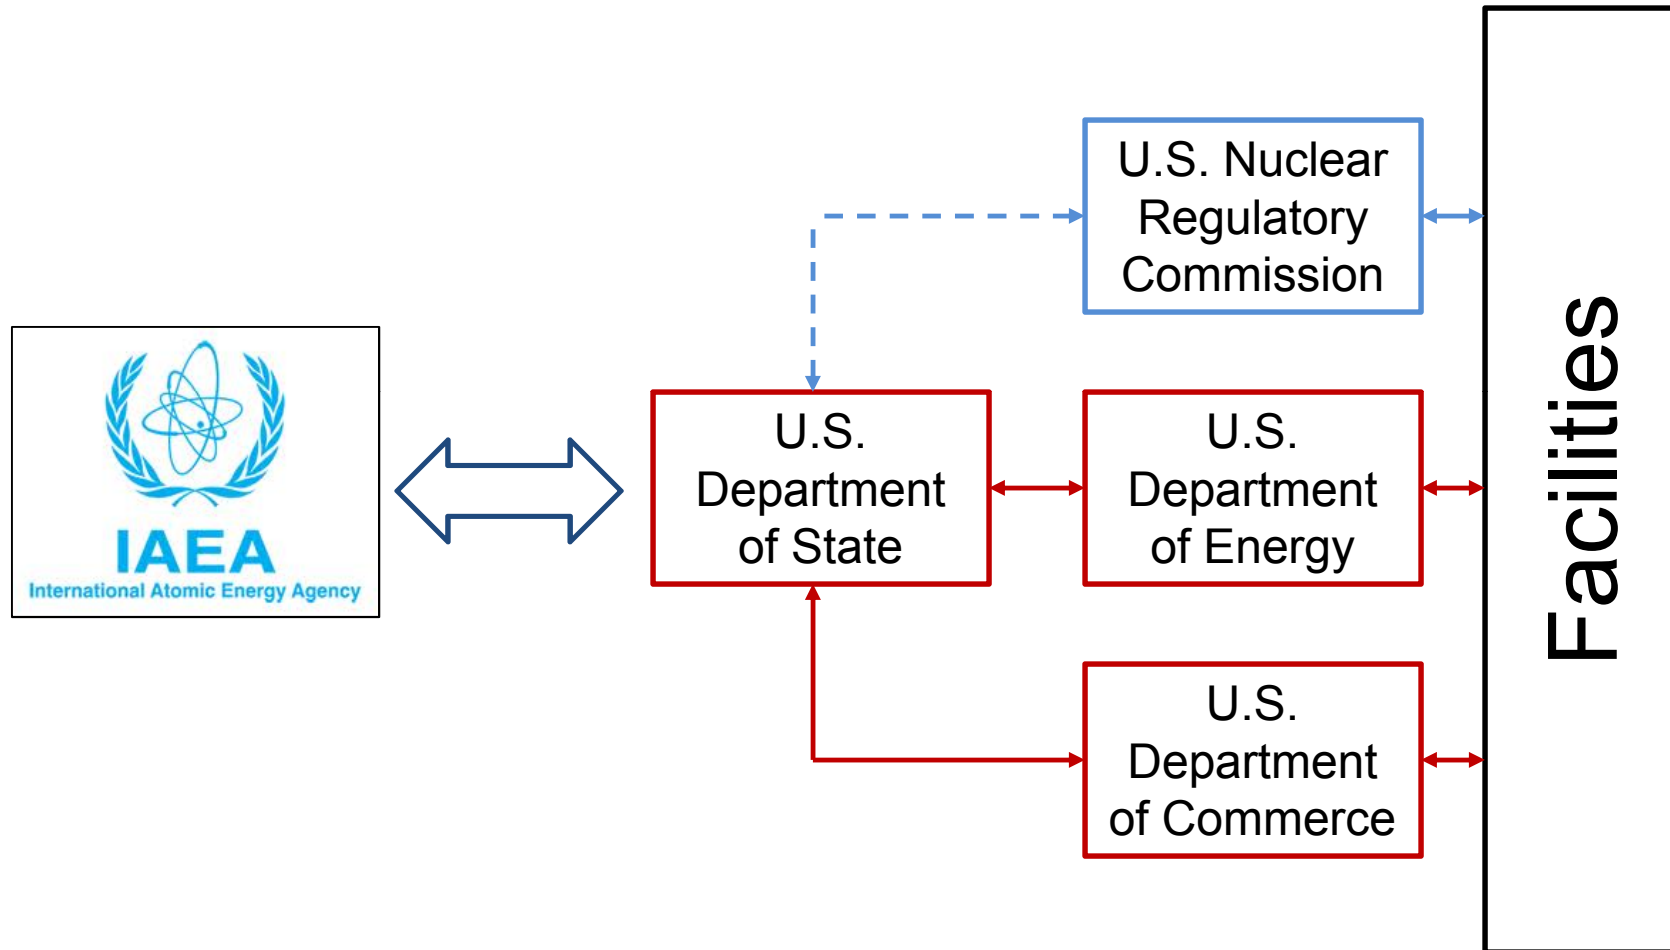 IAEA
International Atomic Energy Agency
U.S.
Department
of State
U.S. Nuclear
Regulatory
Commission
U.S.
Department
of Energy
U.S.
Department
of Commerce
Facilities